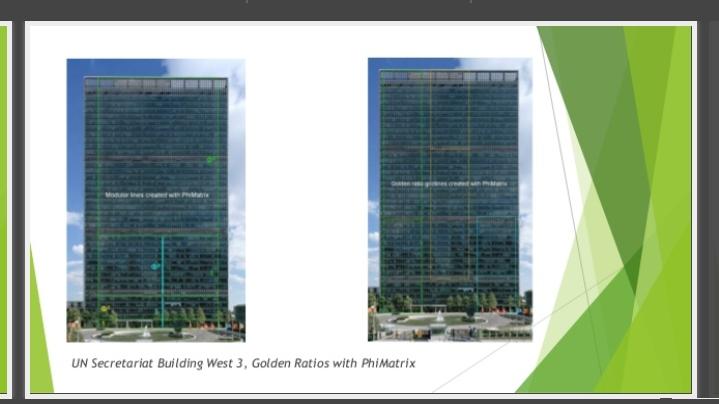 Modular lines created with PhiMatrix
Golden ratio gridlines created with PhiMatrix
UN Secretariat Building West 3, Golden Ratios with PhiMatrix